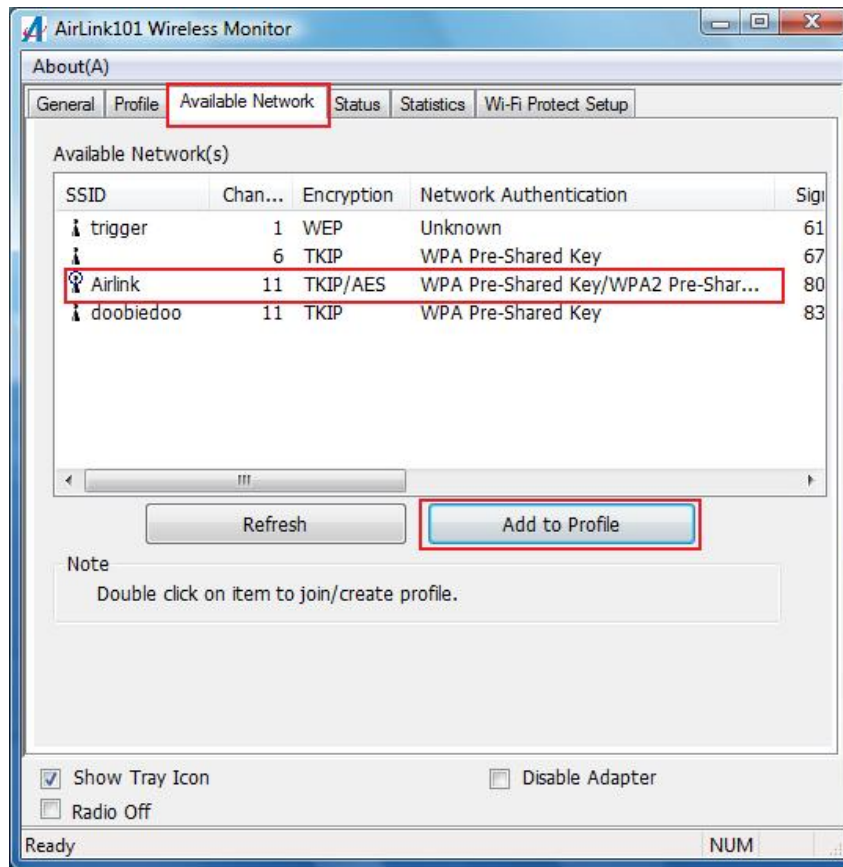 AirLink101 Wireless Monitor
About(A)
General Profile Available Network Status Statistics Wi-Fi Protect Setup
Available Network(s)
SSID Chan... Encryption Network Authentication Sign
trigger 1 WEP Unknown 61
6 TKIP WPA Pre-Shared Key 67
Airlink 11 TKIP/AES WPA Pre-Shared Key/WPA2 Pre-Shar... 80
doobiedoo 11 TKIP WPA Pre-Shared Key 83
Refresh Add to Profile
Note
Double click on item to join/create profile.
Show Tray Icon Disable Adapter
Radio Off
Ready NUM